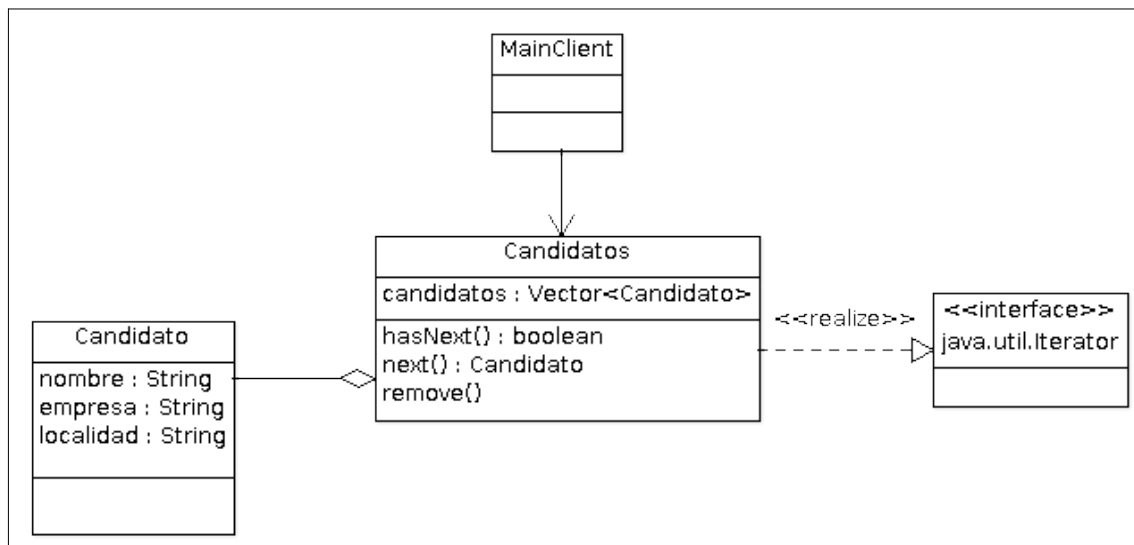 MainClient
Candidatos
candidatos : Vector<Candidato>
hasNext() : boolean
next() : Candidato
remove()
<<realize>>
<<interface>>
java.util.Iterator
Candidato
nombre : String
empresa : String
localidad : String